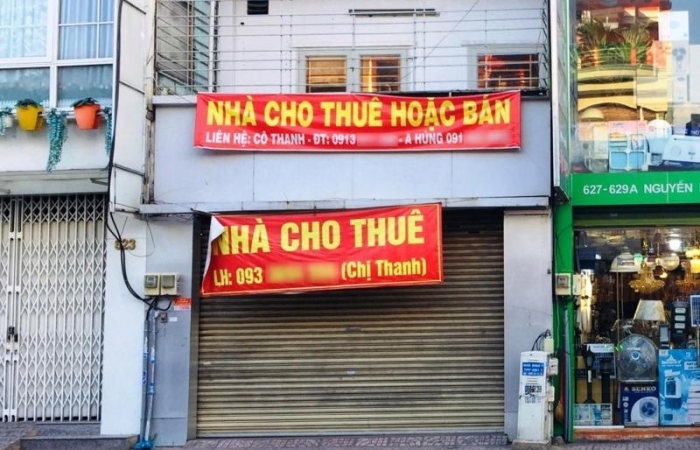 NHÀ CHO THUÊ HOẶC BÁN
LIÊN HỆ: CÔ THANH - ĐT: 0913 - A HÙNG 091
NHÀ CHO THUÊ
LH: 093 (Chị Thanh)
627-629A NGUYỄN
623